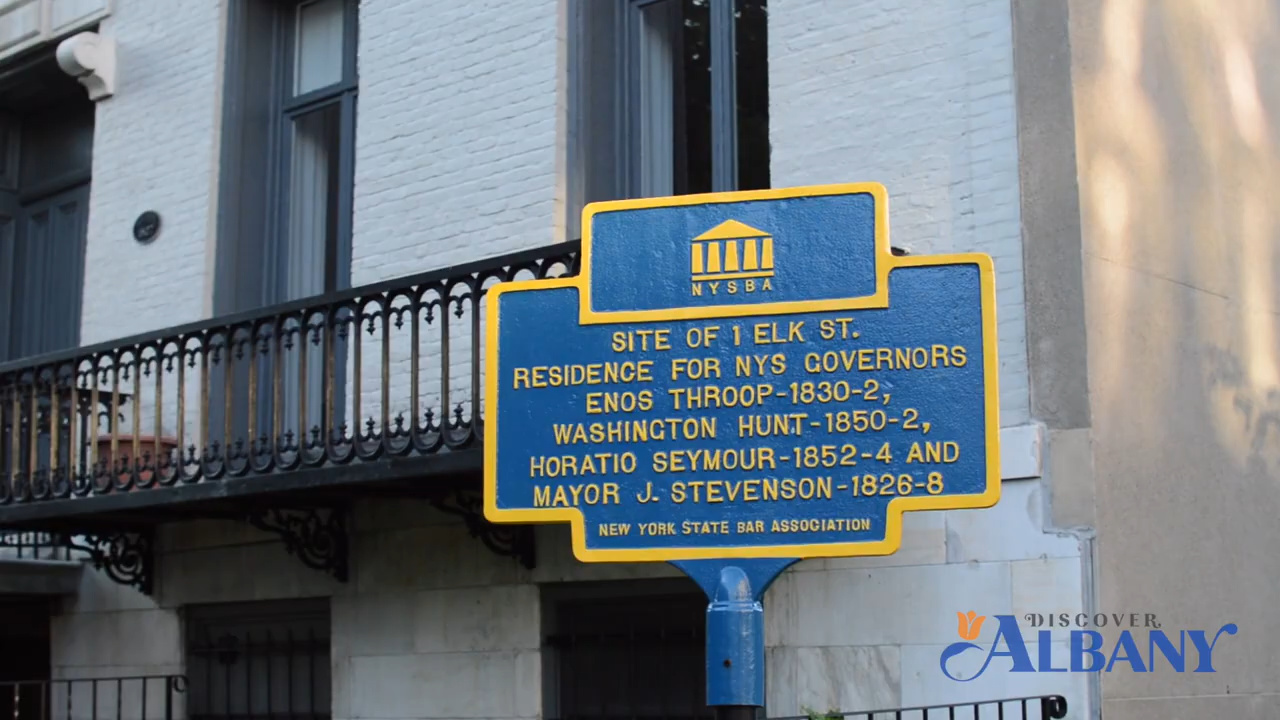 NYSBA
SITE OF 1 ELK ST.
RESIDENCE FOR NYS GOVERNORS
ENOS THROOP-1830-2,
WASHINGTON HUNT-1850-2,
HORATIO SEYMOUR-1852-4 AND
MAYOR J. STEVENSON-1826-8
NEW YORK STATE BAR ASSOCIATION
DISCOVER
ALBANY